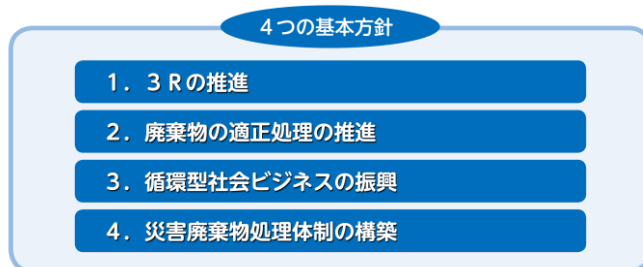 ４つの基本方針
１．３Ｒの推進
２．廃棄物の適正処理の推進
３．循環型社会ビジネスの振興
４．災害廃棄物処理体制の構築